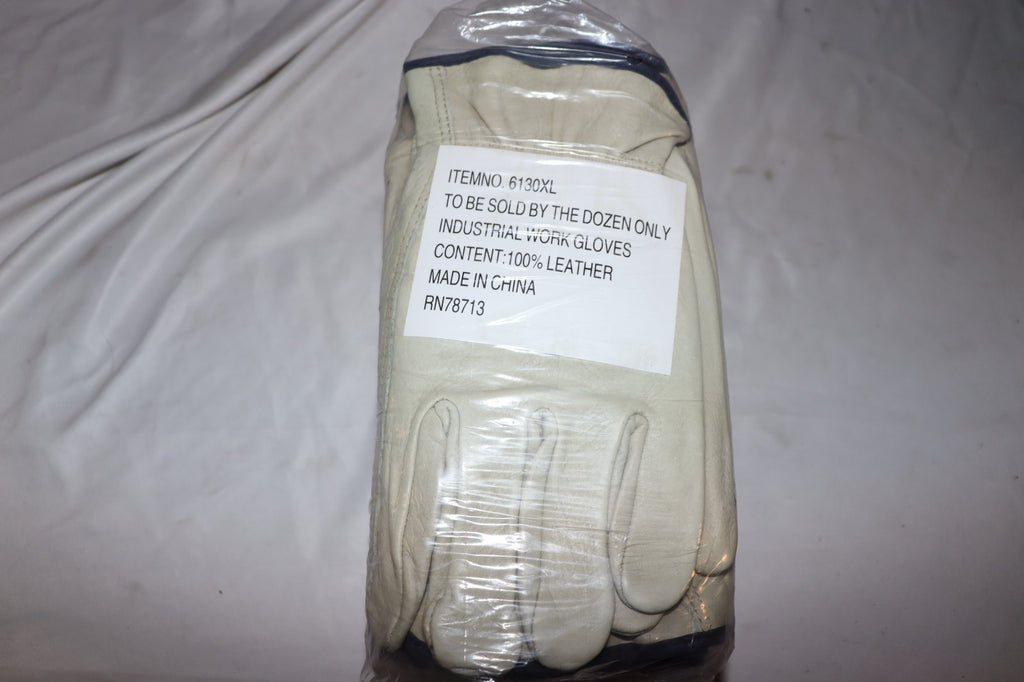 ITEMNO. 6130XL
TO BE SOLD BY THE DOZEN ONLY
INDUSTRIAL WORK GLOVES
CONTENT:100% LEATHER
MADE IN CHINA
RN78713